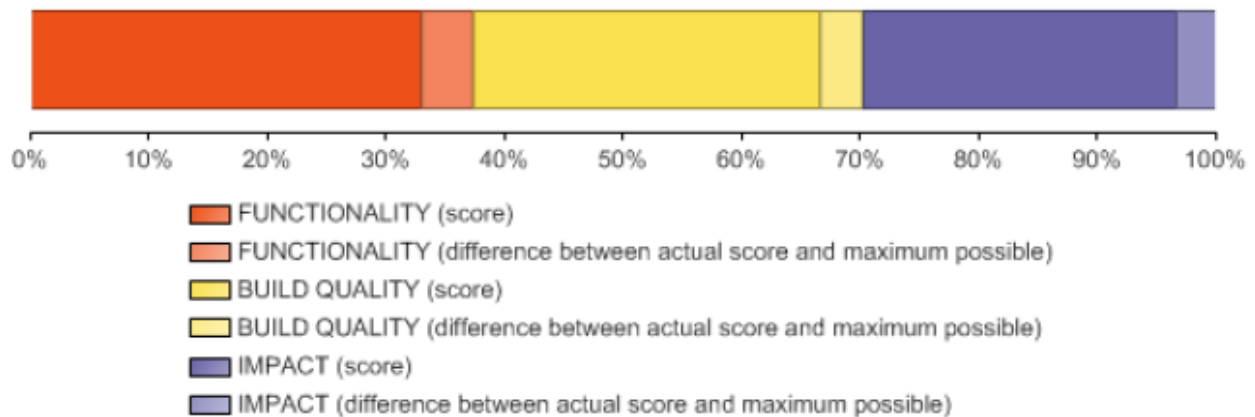 0% 10% 20% 30% 40% 50% 60% 70% 80% 90% 100%
FUNCTIONALITY (score)
FUNCTIONALITY (difference between actual score and maximum possible)
BUILD QUALITY (score)
BUILD QUALITY (difference between actual score and maximum possible)
IMPACT (score)
IMPACT (difference between actual score and maximum possible)